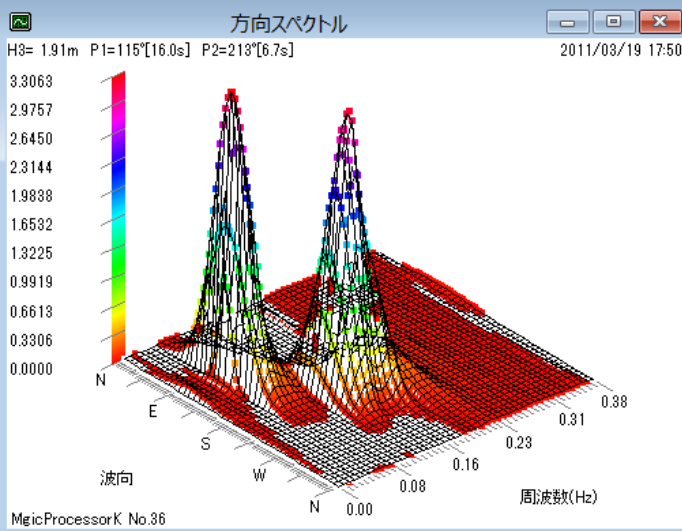 方向スペクトル
H3= 1.91m P1=115°[16.0s] P2=213°[6.7s] 2011/03/19 17:50
3.3063
2.9757
2.6450
2.3144
1.9838
1.6532
1.3225
0.9919
0.6613
0.3306
0.0000
N
E
S
W
N
0.00
0.08
0.16
0.23
0.31
0.38
波向
周波数(Hz)
MgicProcessorK No.36